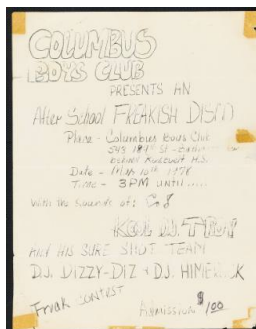 COLUMBUS
BOYS CLUB
PRESENTS AN
After School FREAKISH DISCO
Place - Columbus Boys Club
543 189th St -
behind Roosevelt H.S.
Date - 12th 1978
Time - 3PM UNTIL .....
With the Sounds of:
KOOL
AND HIS SURE SHOT TEAM
D.J. DIZZY-DIZ + D.J.
Freak CONTEST
ADMISSION $1.00